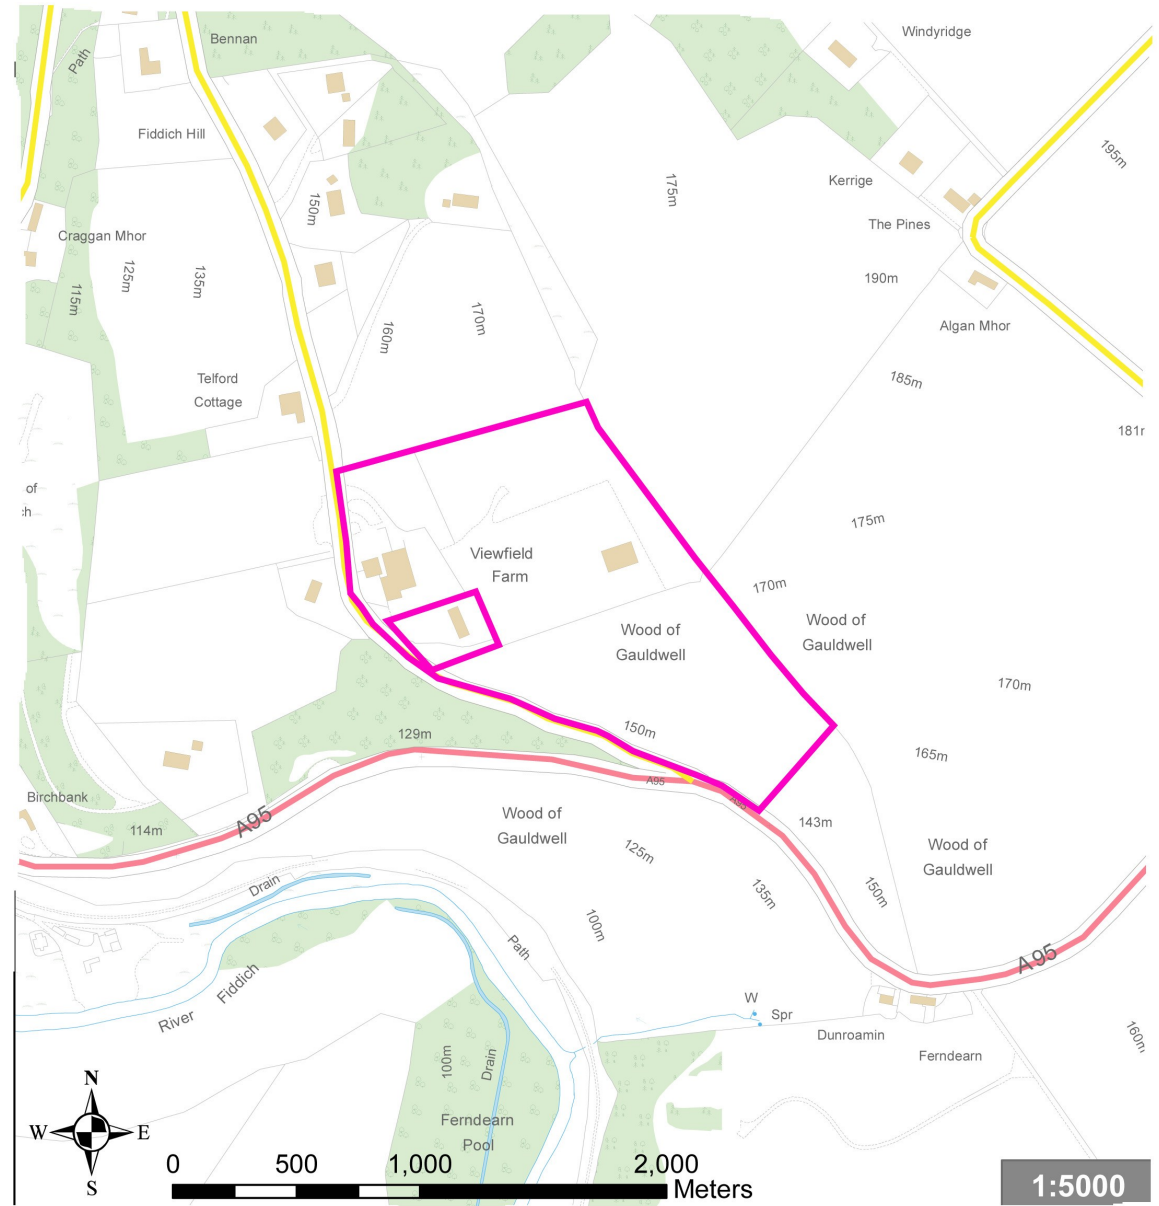 Windyridge
Bennan
Path
Fiddich Hill
195m
175m
Kerrige
150m
The Pines
Craggan Mhor
125m
135m
115m
190m
170m
160m
Algan Mhor
Telford
Cottage
185m
181r
of
:h
175m
Viewfield
Farm
170m
Wood of
Gauldwell
Wood of
Gauldwell
170m
150m
129m
165m
A95
A95
Birchbank
114m
A95
Wood of
Gauldwell
143m
125m
Wood of
Gauldwell
135m
150m
Drain
100m
Path
A95
River Fiddich
W
Spr
Dunroamin
Ferndearn
160m
100m
Drain
Ferndearn
Pool
N
W E
S
0 500 1,000 2,000
Meters
1:5000